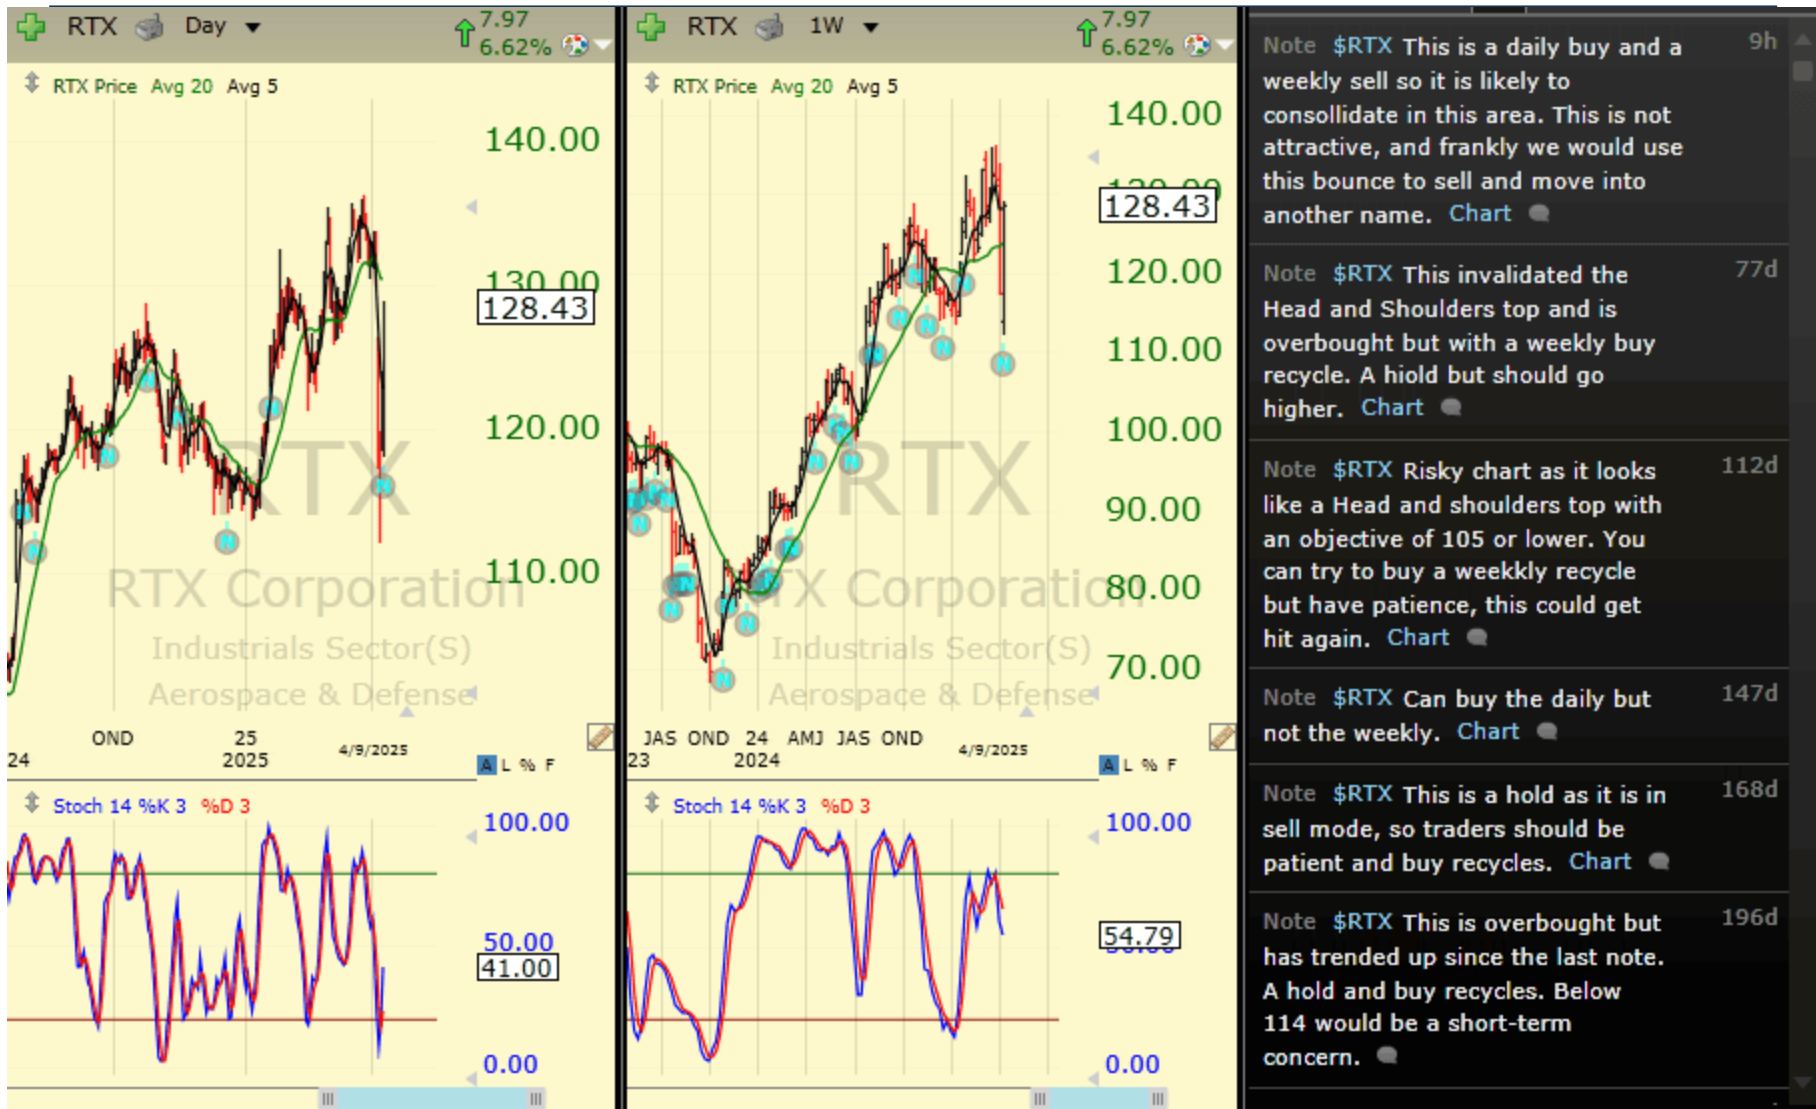 RTX Day
7.97
6.62%
RTX Price Avg 20 Avg 5
140.00
130.00
128.43
120.00
110.00
RTX
RTX Corporation
Industrials Sector(S)
Aerospace & Defense
OND 25
24 2025 4/9/2025
A L % F
Stoch 14 %K 3 %D 3
100.00
50.00
41.00
0.00
RTX 1W
7.97
6.62%
RTX Price Avg 20 Avg 5
140.00
128.43
120.00
110.00
100.00
90.00
80.00
70.00
RTX
RTX Corporation
Industrials Sector(S)
Aerospace & Defense
JAS OND 24 AMJ JAS OND
23 2024 4/9/2025
A L % F
Stoch 14 %K 3 %D 3
100.00
54.79
0.00
Note $RTX This is a daily buy and a 9h
weekly sell so it is likely to
consollidate in this area. This is not
attractive, and frankly we would use
this bounce to sell and move into
another name. Chart
Note $RTX This invalidated the 77d
Head and Shoulders top and is
overbought but with a weekly buy
recycle. A hiold but should go
higher. Chart
Note $RTX Risky chart as it looks 112d
like a Head and shoulders top with
an objective of 105 or lower. You
can try to buy a weekkly recycle
but have patience, this could get
hit again. Chart
Note $RTX Can buy the daily but 147d
not the weekly. Chart
Note $RTX This is a hold as it is in 168d
sell mode, so traders should be
patient and buy recycles. Chart
Note $RTX This is overbought but 196d
has trended up since the last note.
A hold and buy recycles. Below
114 would be a short-term
concern.